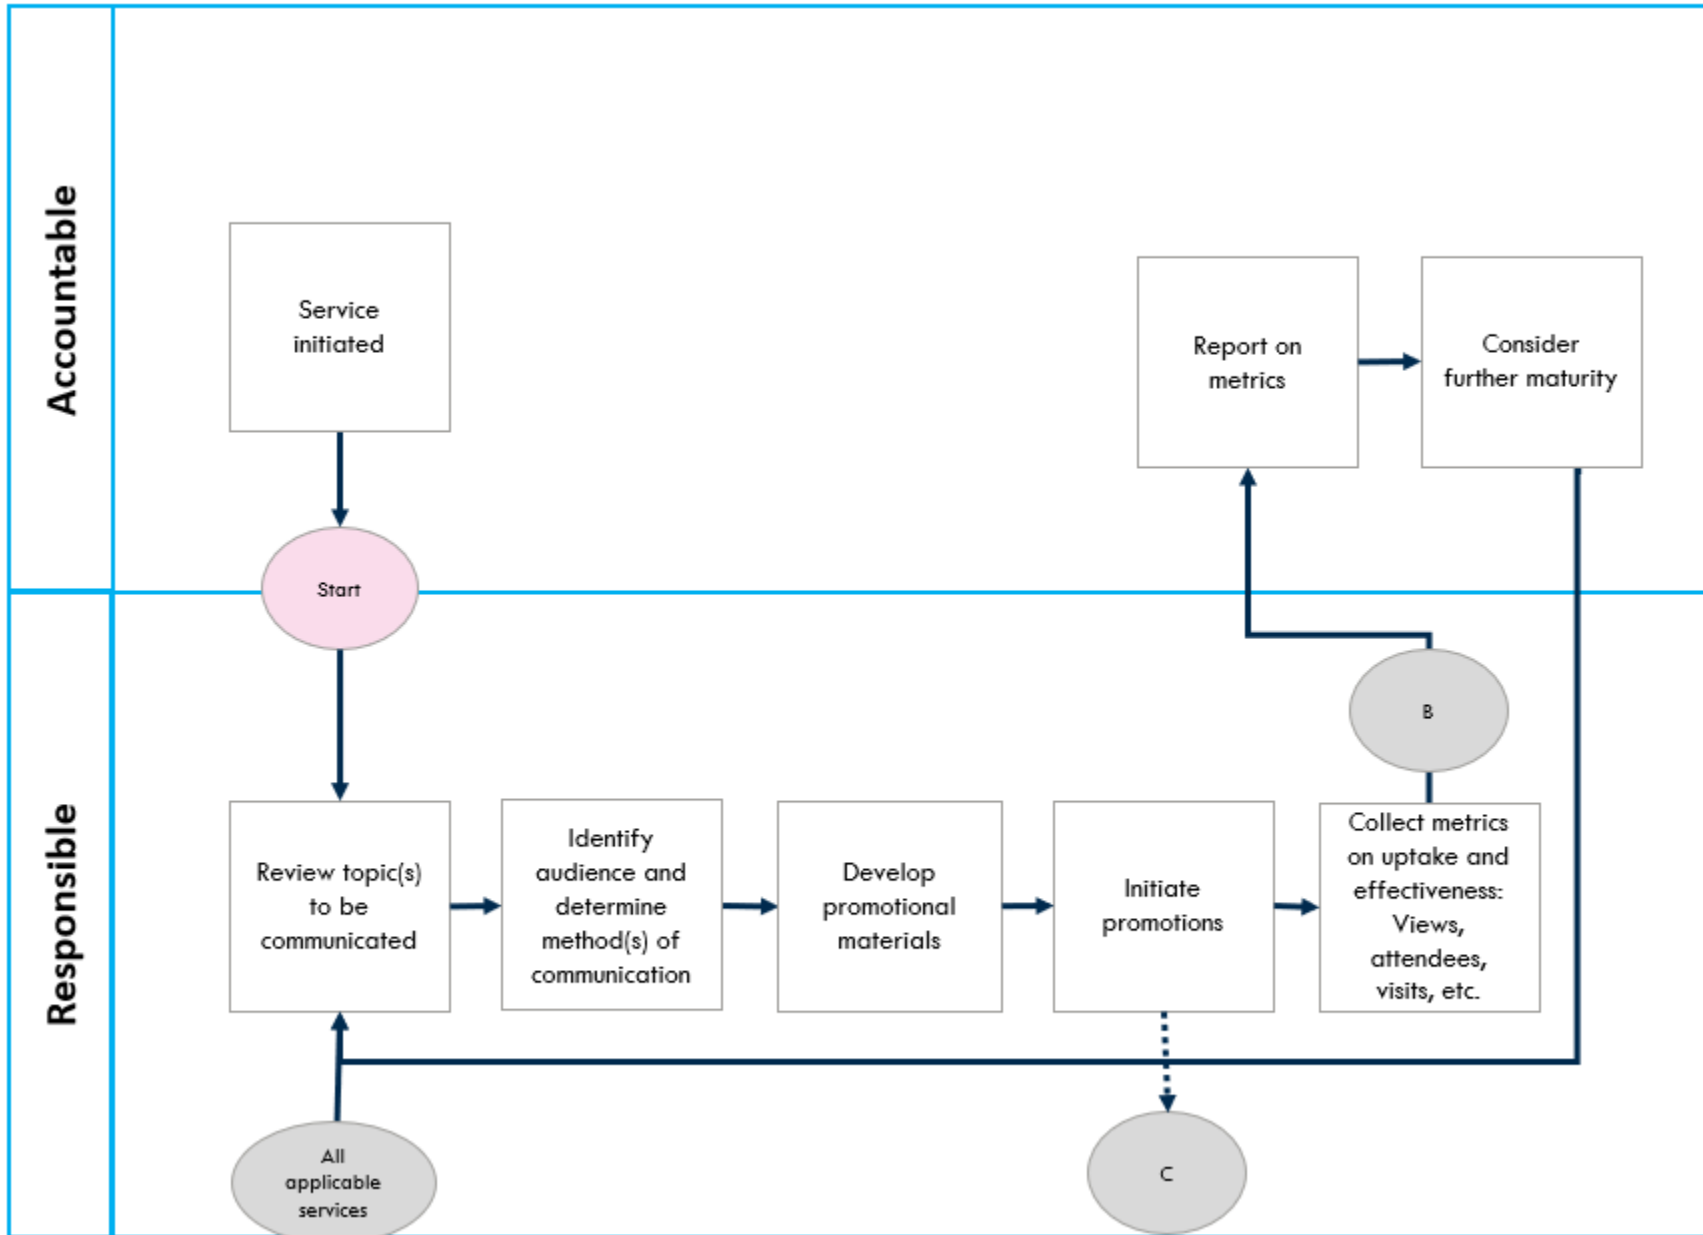 Accountable
Service
initiated
Report on
metrics
Consider
further maturity
Start
Responsible
B
Review topic(s)
to be
communicated
Identify
audience and
determine
method(s) of
communication
Develop
promotional
materials
Initiate
promotions
Collect metrics
on uptake and
effectiveness:
Views,
attendees,
visits, etc.
All
applicable
services
C